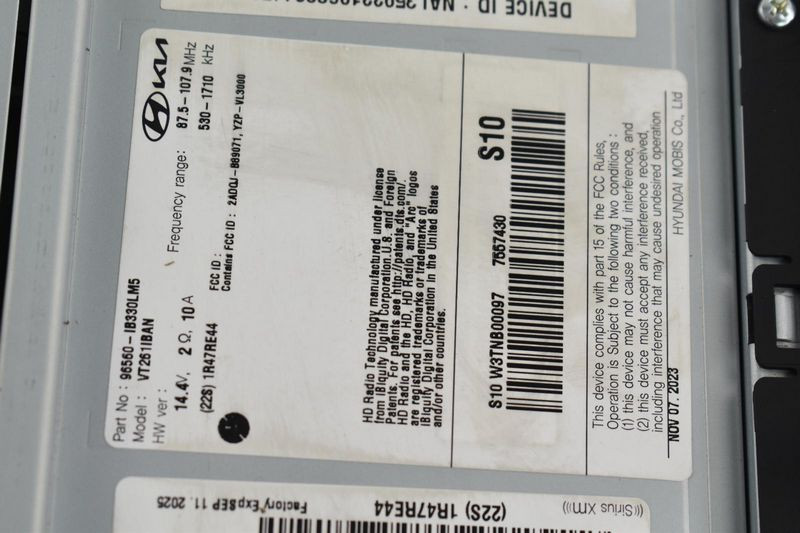 DEVICE ID : NAL
HYUNDAI KIA
Part No : 96560-IB330LM5
Model : VT261IBAN
HW ver :
Frequency range: 87.5-107.9 MHz
530-1710 kHz
14.4V, 2 Ω, 10 A
(22S) 1R47RE44
FCC ID :
Contains FCC ID : 2ADQJ-889071, YZP-VL3000
HD Radio Technology manufactured under license
from iBiquity Digital Corporation.U.S. and Foreign
Patents. For patents see http://patents.dts.com/.
HD Radio and the HD, HD Radio, and "Arc" logos
are registered trademarks or trademarks of
iBiquity Digital Corporation in the United States
and/or other countries.
S10
S10 W3TNB00097 7557430
This device complies with part 15 of the FCC Rules,
Operation is Subject to the following two conditions :
(1) this device may not cause harmful interference, and
(2) this device must accept any interference received,
including interference that may cause undesired operation
NOV 07. 2023 HYUNDAI MOBIS Co., Ltd
Factory Exp SEP 11. 2025
(22S) 1R47RE44
((SiriusXm))